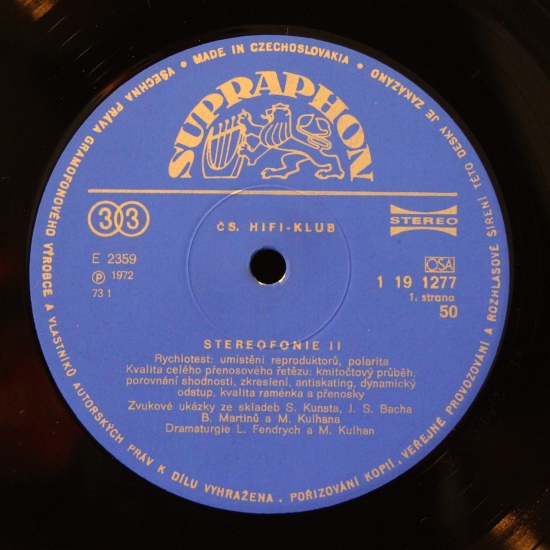 VŠECHNA PRÁVA GRAMOFONOVÉHO VÝROBCE A VLASTNÍKŮ AUTORSKÝCH PRÁV K DÍLU VYHRAŽENA. POŘIZOVÁNÍ KOPIÍ, VEŘEJNÉ PROVOZOVÁNÍ A ROZHLASOVÉ ŠÍŘENÍ TÉTO DESKY JE ZAKÁZÁNO • MADE IN CZECHOSLOVAKIA •
SUPRAPHON
33
ČS. HIFI-KLUB
STEREO
E 2359
Ⓟ 1972
73 1
OSA
1 19 1277
1. strana
50
STEREOFONIE II
Rychlotest: umístění reproduktorů, polarita
Kvalita celého přenosového řetězu: kmitočtový průběh,
porovnání shodnosti, zkreslení, antiskating, dynamický
odstup, kvalita raménka a přenosky
Zvukové ukázky ze skladeb S. Kunsta, J. S. Bacha
B. Martinů a M. Kulhana
Dramaturgie L. Fendrych a M. Kulhan